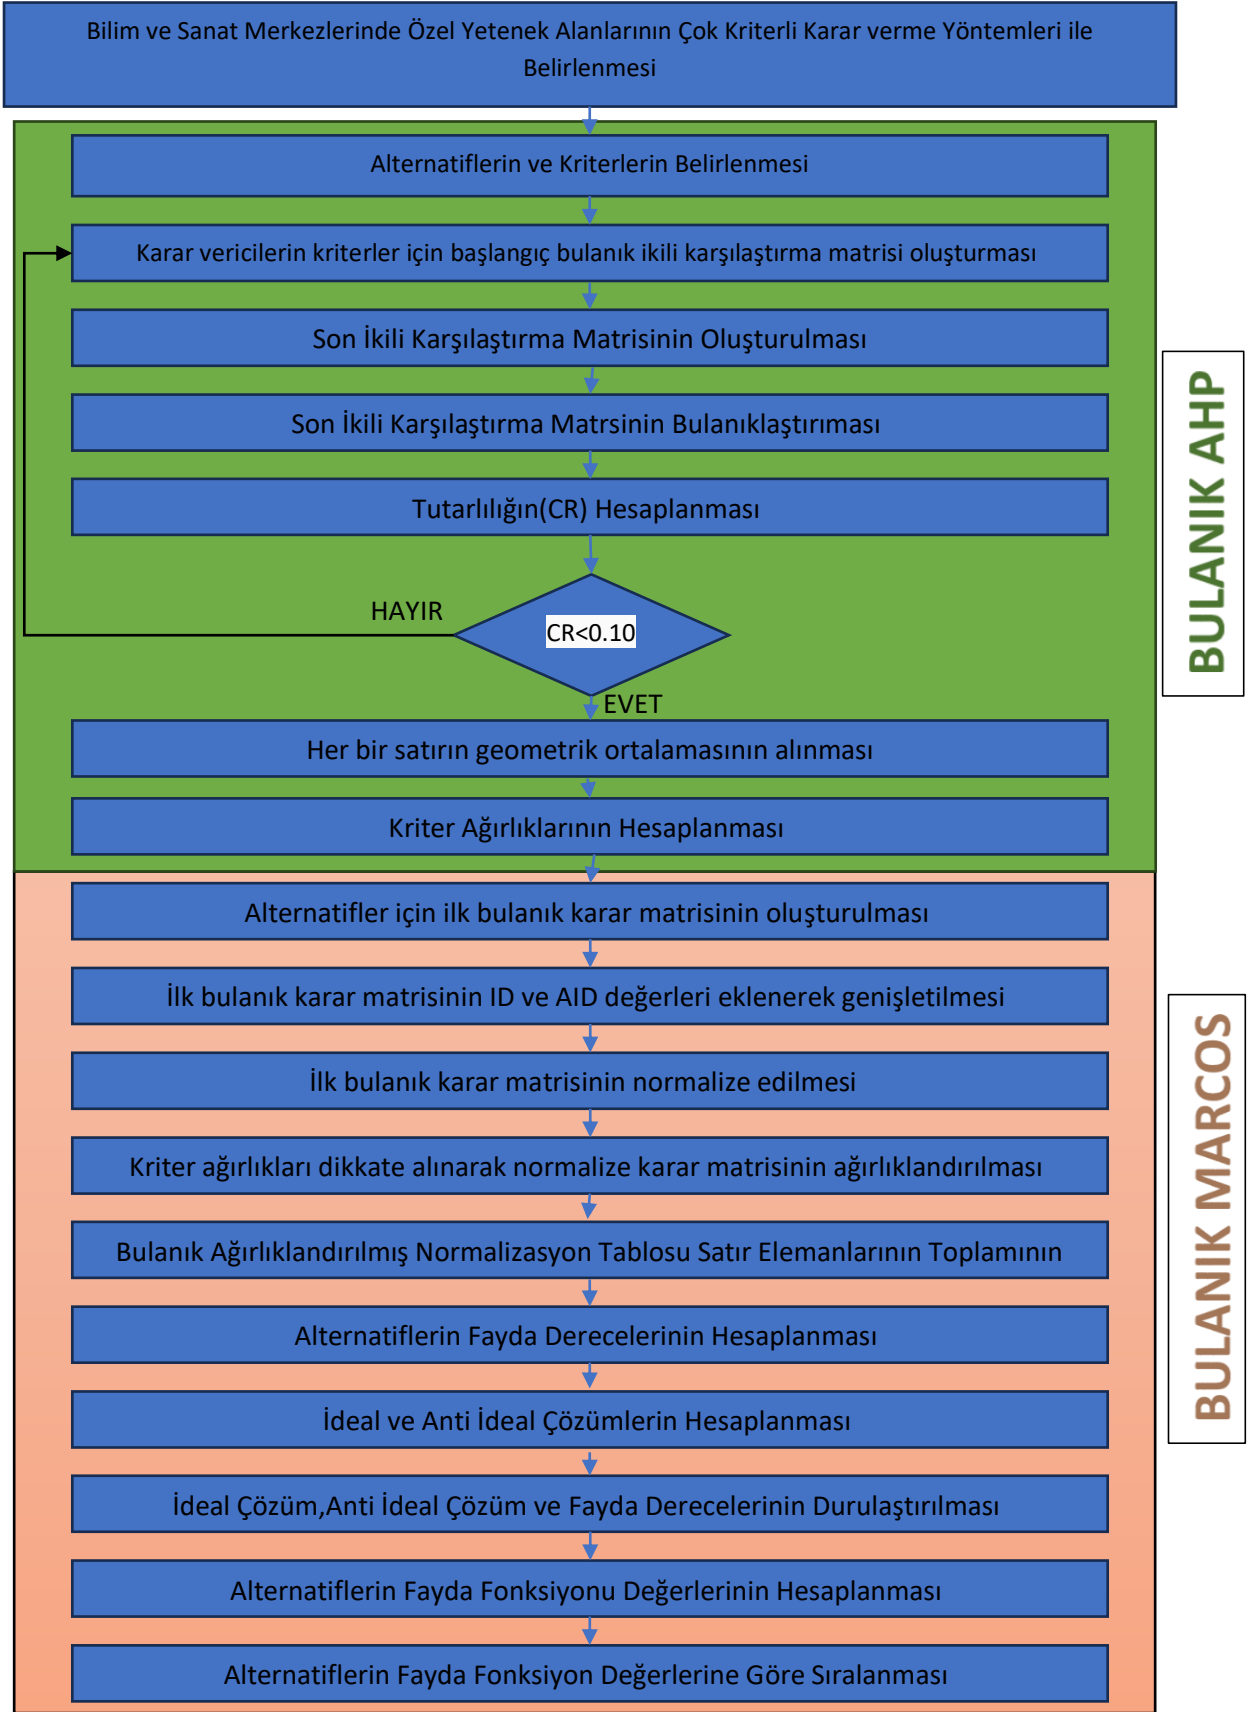 Bilim ve Sanat Merkezlerinde Özel Yetenek Alanlarının Çok Kriterli Karar verme Yöntemleri ile
Belirlenmesi
Alternatiflerin ve Kriterlerin Belirlenmesi
Karar vericilerin kriterler için başlangıç bulanık ikili karşılaştırma matrisi oluşturması
Son İkili Karşılaştırma Matrisinin Oluşturulması
Son İkili Karşılaştırma Matrsinin Bulanıklaştırıması
Tutarlılığın(CR) Hesaplanması
HAYIR
CR<0.10
EVET
Her bir satırın geometrik ortalamasının alınması
Kriter Ağırlıklarının Hesaplanması
BULANIK AHP
Alternatifler için ilk bulanık karar matrisinin oluşturulması
İlk bulanık karar matrisinin ID ve AID değerleri eklenerek genişletilmesi
İlk bulanık karar matrisinin normalize edilmesi
Kriter ağırlıkları dikkate alınarak normalize karar matrisinin ağırlıklandırılması
Bulanık Ağırlıklandırılmış Normalizasyon Tablosu Satır Elemanlarının Toplamının
Alternatiflerin Fayda Derecelerinin Hesaplanması
İdeal ve Anti İdeal Çözümlerin Hesaplanması
İdeal Çözüm,Anti İdeal Çözüm ve Fayda Derecelerinin Durulaştırılması
Alternatiflerin Fayda Fonksiyonu Değerlerinin Hesaplanması
Alternatiflerin Fayda Fonksiyon Değerlerine Göre Sıralanması
BULANIK MARCOS